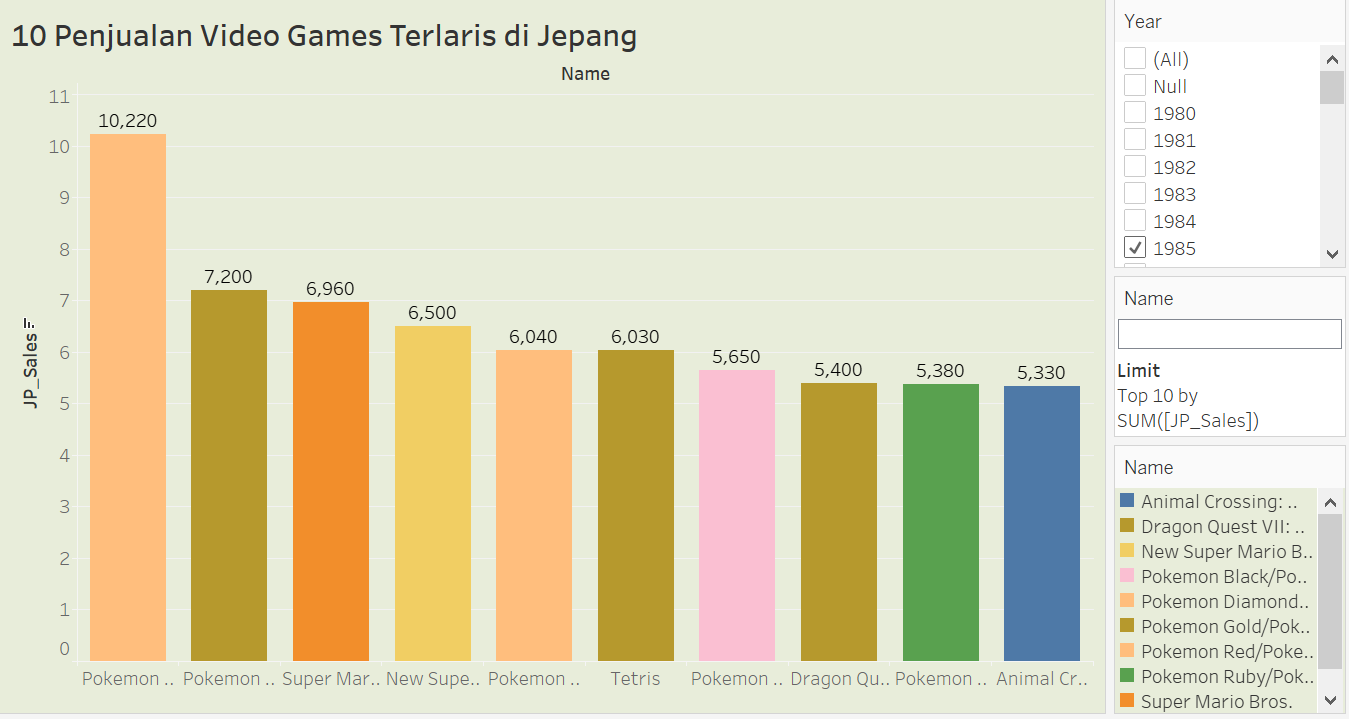 10 Penjualan Video Games Terlaris di Jepang
Name
JP_Sales
11
10
9
8
7
6
5
4
3
2
1
0
10,220
7,200
6,960
6,500
6,040
6,030
5,650
5,400
5,380
5,330
Pokemon ..
Pokemon ..
Super Mar..
New Supe..
Pokemon ..
Tetris
Pokemon ..
Dragon Qu..
Pokemon ..
Animal Cr..
Year
(All)
Null
1980
1981
1982
1983
1984
1985
Name
Limit
Top 10 by
SUM([JP_Sales])
Name
Animal Crossing: ..
Dragon Quest VII: ..
New Super Mario B..
Pokemon Black/Po..
Pokemon Diamond..
Pokemon Gold/Pok..
Pokemon Red/Poke..
Pokemon Ruby/Pok..
Super Mario Bros.